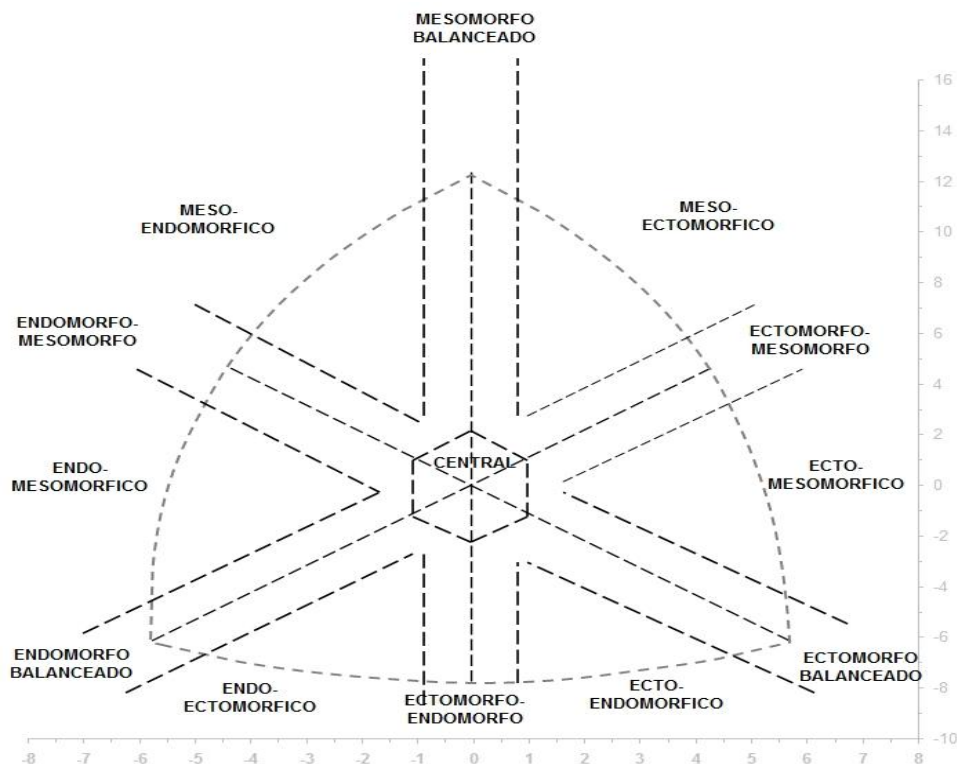 MESOMORFO
BALANCEADO
16
14
12
MESO-
ENDOMORFICO
MESO-
ECTOMORFICO
10
8
ENDOMORFO-
MESOMORFO
ECTOMORFO-
MESOMORFO
6
4
2
CENTRAL
ENDO-
MESOMORFICO
ECTO-
MESOMORFICO
0
-2
-4
-6
ENDOMORFO
BALANCEADO
ECTOMORFO
BALANCEADO
ENDO-
ECTOMORFICO
ECTOMORFO-
ENDOMORFO
ECTO-
ENDOMORFICO
-8
-10
-8 -7 -6 -5 -4 -3 -2 -1 0 1 2 3 4 5 6 7 8